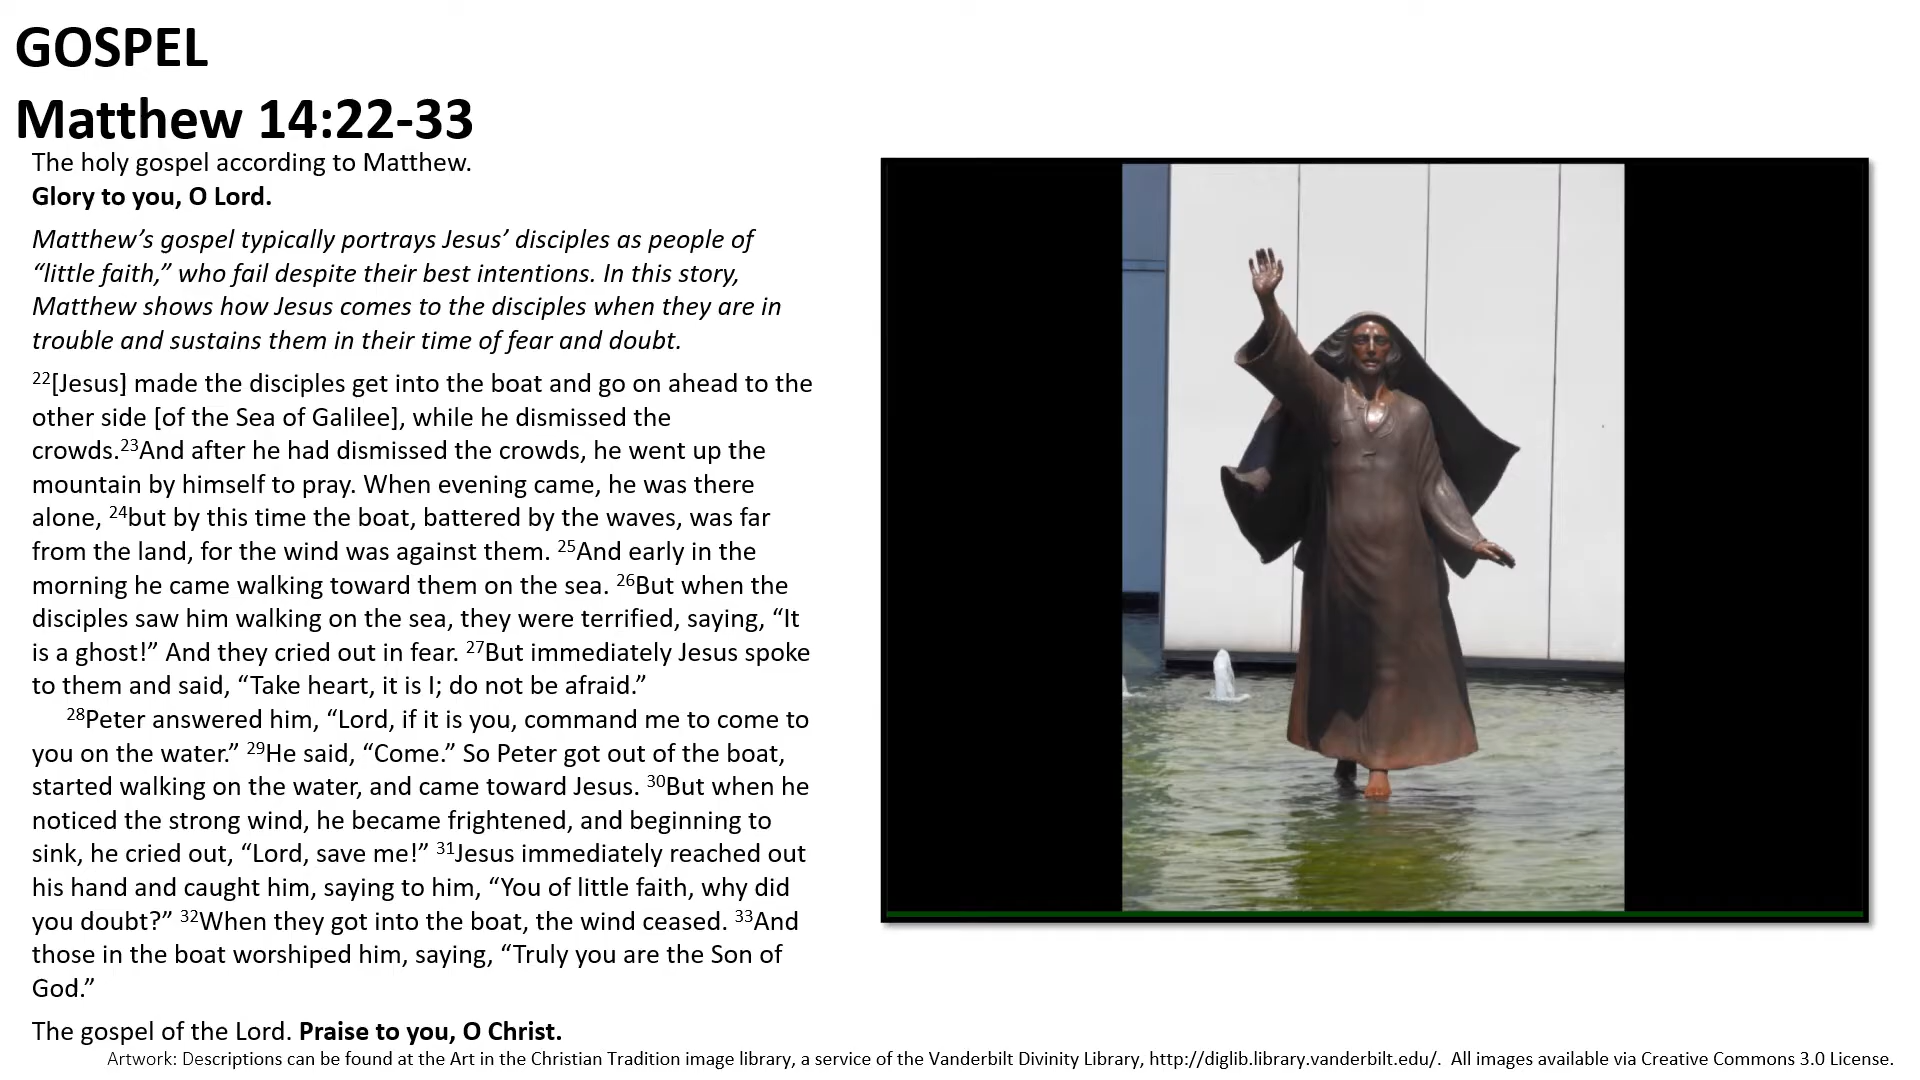 GOSPEL
Matthew 14:22-33
The holy gospel according to Matthew.
Glory to you, O Lord.
Matthew’s gospel typically portrays Jesus’ disciples as people of
“little faith,” who fail despite their best intentions. In this story,
Matthew shows how Jesus comes to the disciples when they are in
trouble and sustains them in their time of fear and doubt.
22[Jesus] made the disciples get into the boat and go on ahead to the
other side [of the Sea of Galilee], while he dismissed the
crowds.23And after he had dismissed the crowds, he went up the
mountain by himself to pray. When evening came, he was there
alone, 24but by this time the boat, battered by the waves, was far
from the land, for the wind was against them. 25And early in the
morning he came walking toward them on the sea. 26But when the
disciples saw him walking on the sea, they were terrified, saying, “It
is a ghost!” And they cried out in fear. 27But immediately Jesus spoke
to them and said, “Take heart, it is I; do not be afraid.”
28Peter answered him, “Lord, if it is you, command me to come to
you on the water.” 29He said, “Come.” So Peter got out of the boat,
started walking on the water, and came toward Jesus. 30But when he
noticed the strong wind, he became frightened, and beginning to
sink, he cried out, “Lord, save me!” 31Jesus immediately reached out
his hand and caught him, saying to him, “You of little faith, why did
you doubt?” 32When they got into the boat, the wind ceased. 33And
those in the boat worshiped him, saying, “Truly you are the Son of
God.”
The gospel of the Lord. Praise to you, O Christ.
Artwork: Descriptions can be found at the Art in the Christian Tradition image library, a service of the Vanderbilt Divinity Library, http://diglib.library.vanderbilt.edu/.  All images available via Creative Commons 3.0 License.